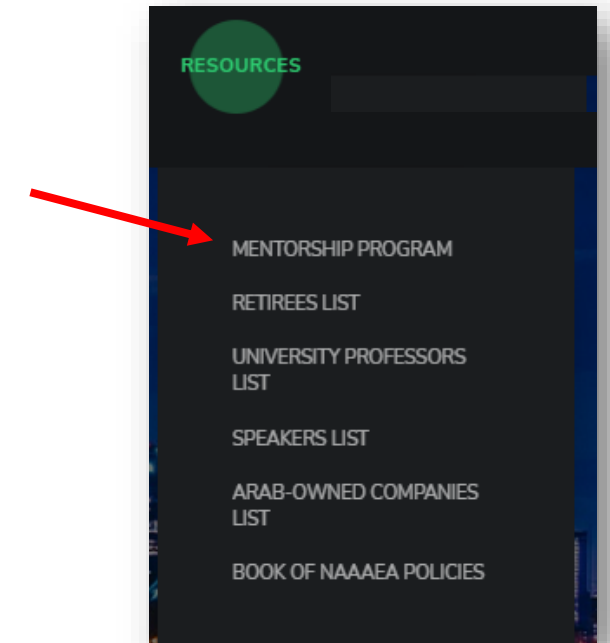 RESOURCES
MENTORSHIP PROGRAM
RETIREES LIST
UNIVERSITY PROFESSORS
LIST
SPEAKERS LIST
ARAB-OWNED COMPANIES
LIST
BOOK OF NAAAEA POLICIES